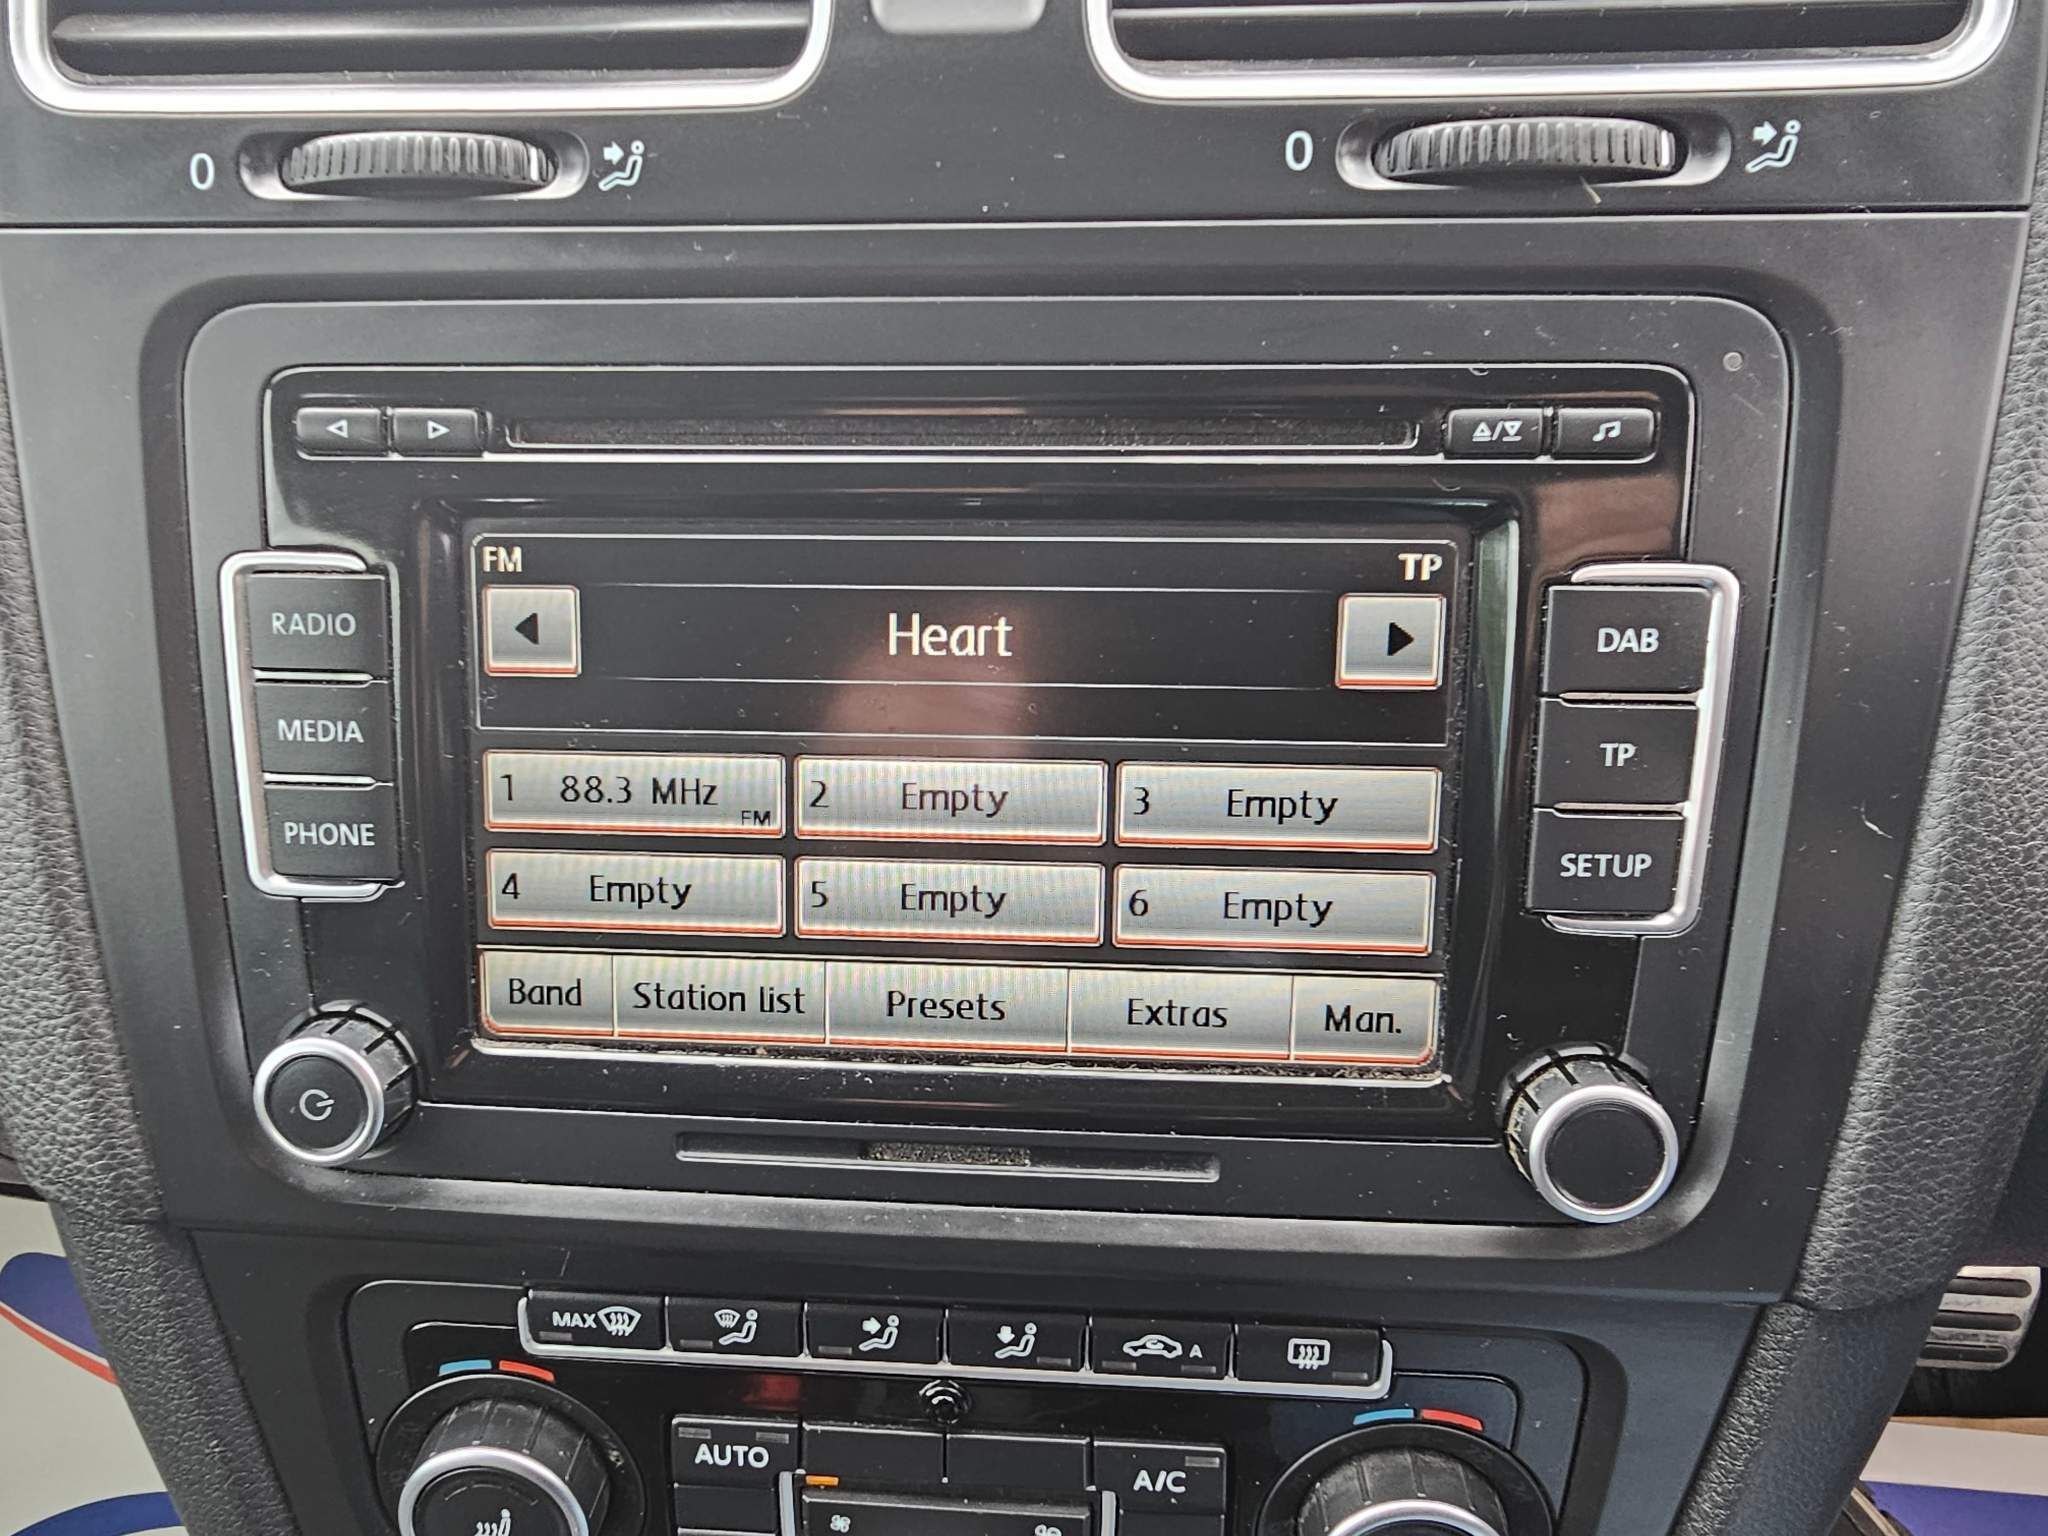 0
0
FM
TP
Heart
RADIO
MEDIA
PHONE
DAB
TP
SETUP
1 88.3 MHz FM
2 Empty
3 Empty
4 Empty
5 Empty
6 Empty
Band
Station list
Presets
Extras
Man.
MAX
A
AUTO
A/C